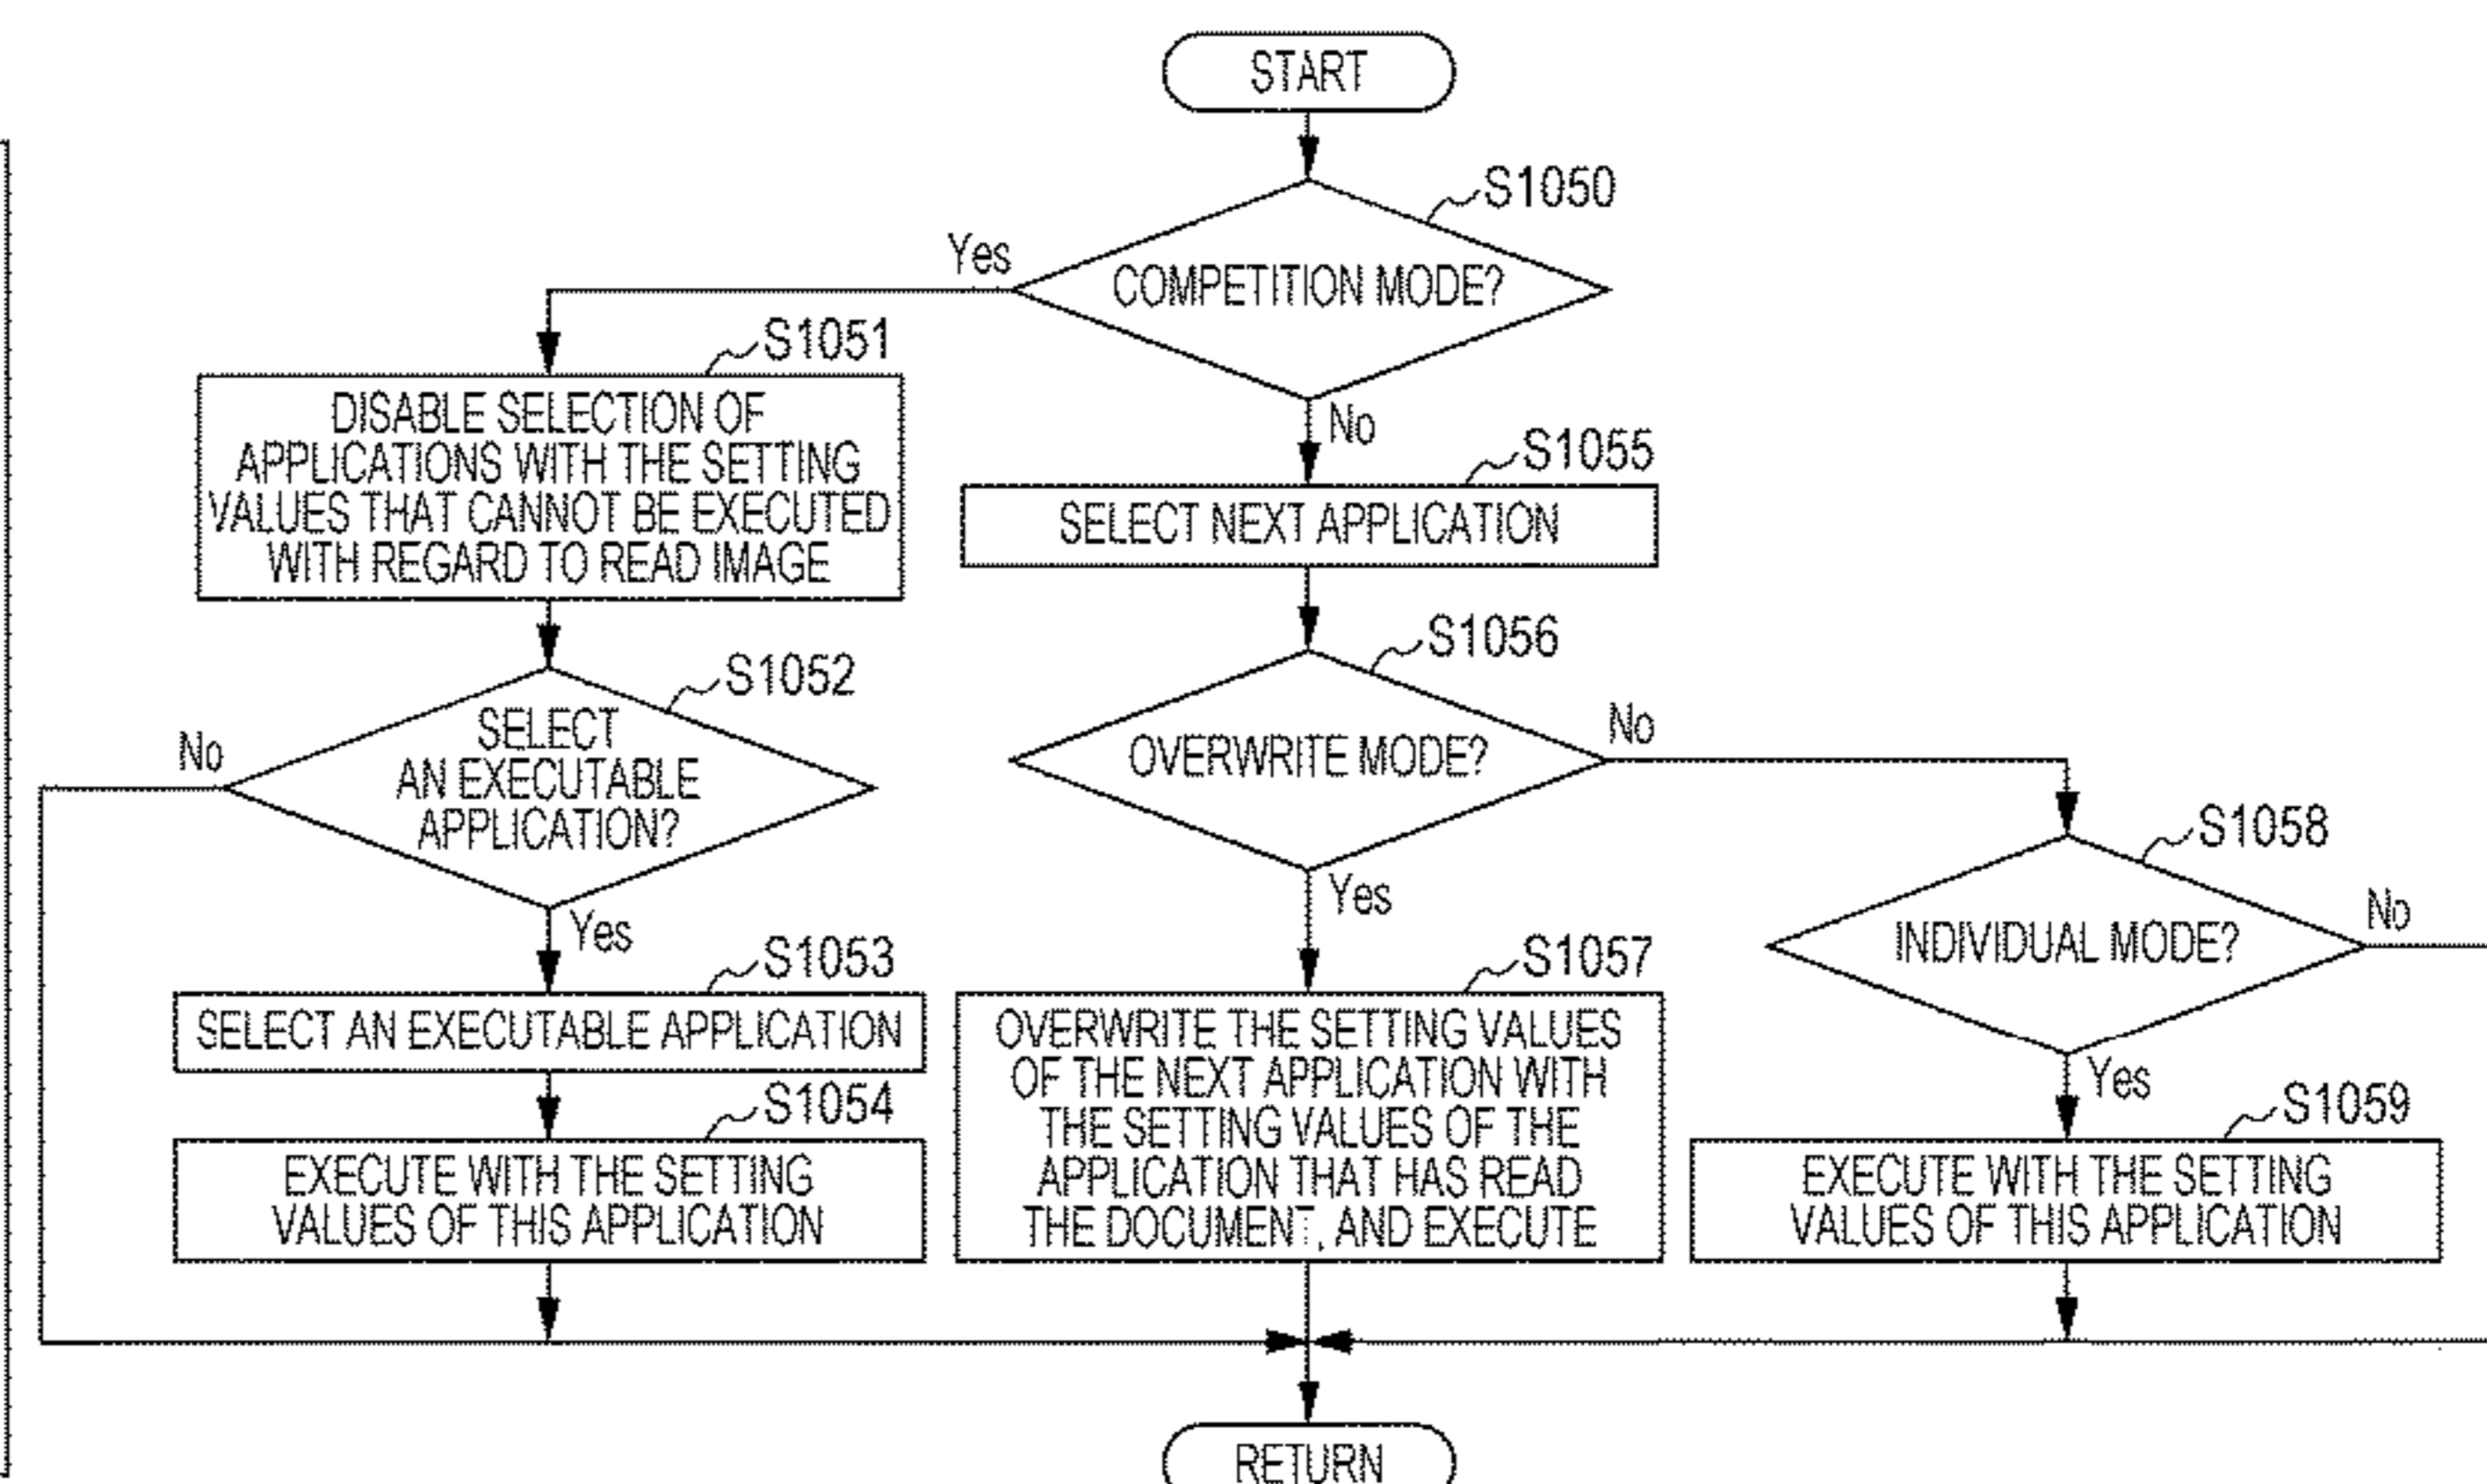 START
S1050
Yes
COMPETITION MODE?
No
S1051
DISABLE SELECTION OF
APPLICATIONS WITH THE SETTING
VALUES THAT CANNOT BE EXECUTED
WITH REGARD TO READ IMAGE
S1055
SELECT NEXT APPLICATION
S1052
No
SELECT
AN EXECUTABLE
APPLICATION?
Yes
S1056
OVERWRITE MODE?
No
Yes
S1058
INDIVIDUAL MODE?
No
Yes
S1053
SELECT AN EXECUTABLE APPLICATION
S1054
EXECUTE WITH THE SETTING
VALUES OF THIS APPLICATION
S1057
OVERWRITE THE SETTING VALUES
OF THE NEXT APPLICATION WITH
THE SETTING VALUES OF THE
APPLICATION THAT HAS READ
THE DOCUMENT, AND EXECUTE
S1059
EXECUTE WITH THE SETTING
VALUES OF THIS APPLICATION
RETURN